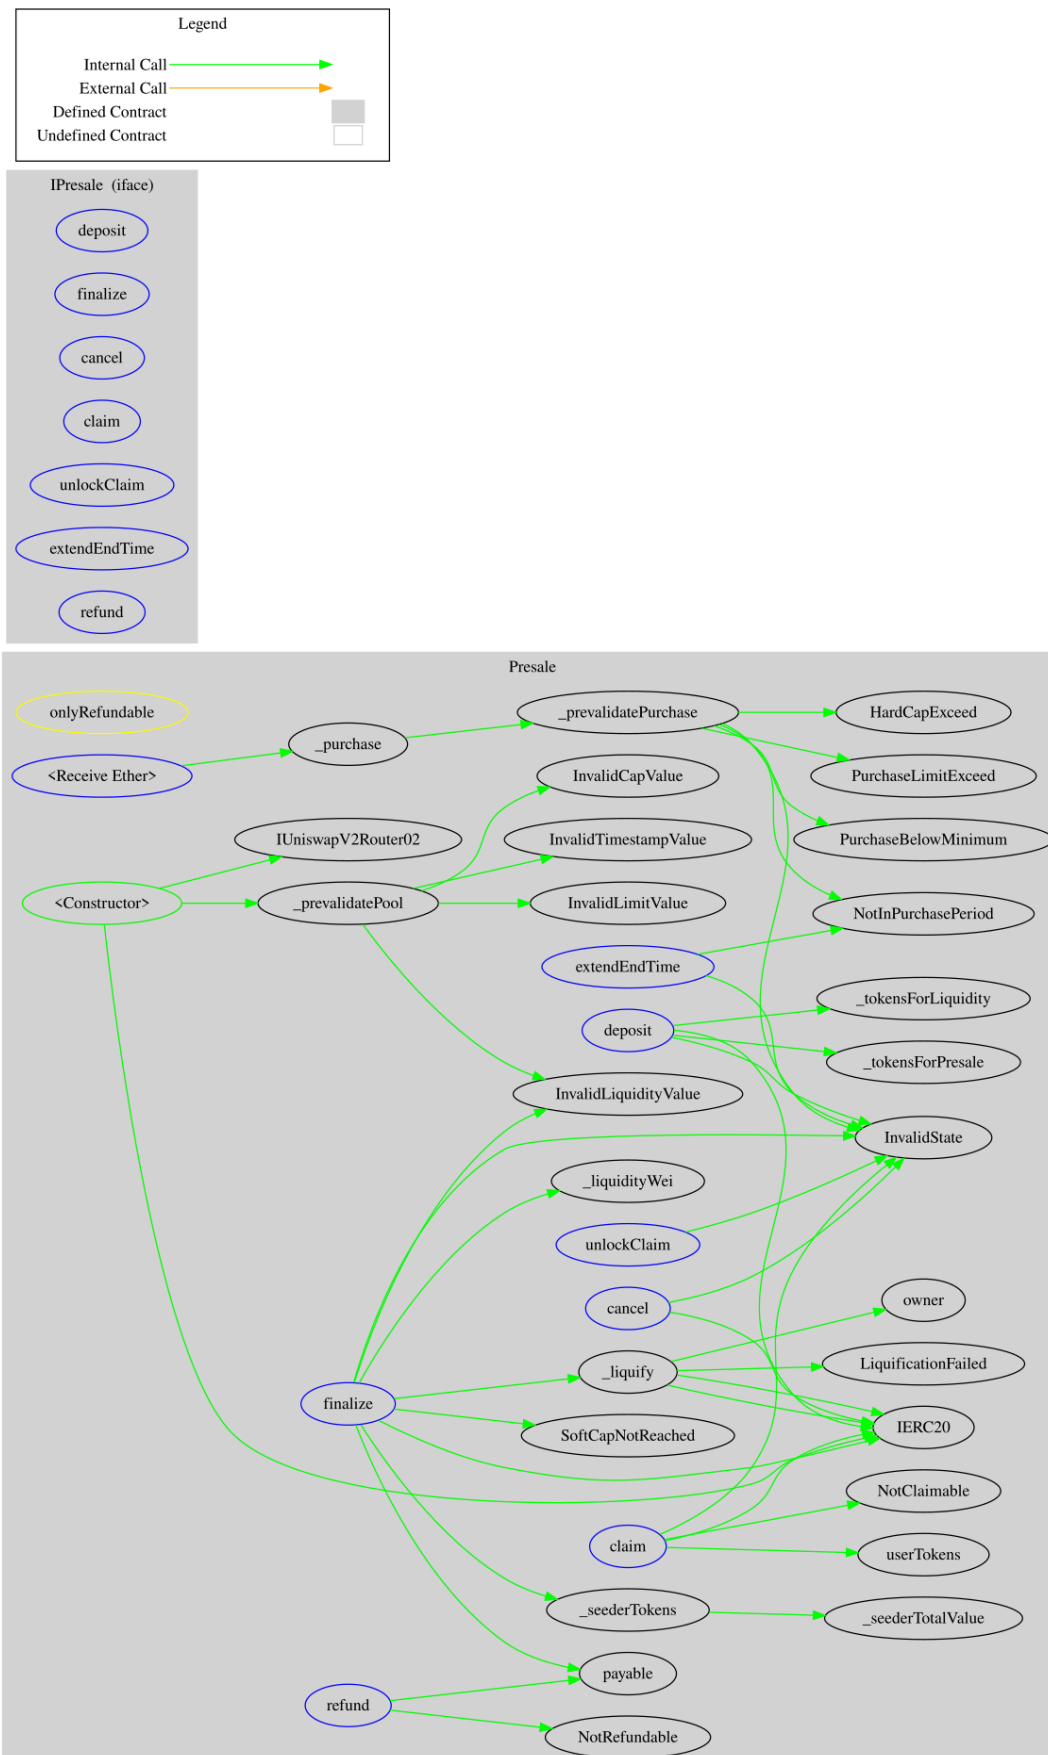 Legend
Internal Call
External Call
Defined Contract
Undefined Contract
IPresale (iface)
deposit
finalize
cancel
claim
unlockClaim
extendEndTime
refund
Presale
onlyRefundable
_prevalidatePurchase
HardCapExceed
<Receive Ether>
_purchase
InvalidCapValue
PurchaseLimitExceed
IUniswapV2Router02
InvalidTimestampValue
PurchaseBelowMinimum
<Constructor>
_prevalidatePool
InvalidLimitValue
NotInPurchasePeriod
extendEndTime
_tokensForLiquidity
deposit
_tokensForPresale
InvalidLiquidityValue
InvalidState
_liquidityWei
unlockClaim
cancel
owner
_liquify
LiquificationFailed
finalize
SoftCapNotReached
IERC20
NotClaimable
claim
userTokens
_seederTokens
_seederTotalValue
payable
refund
NotRefundable